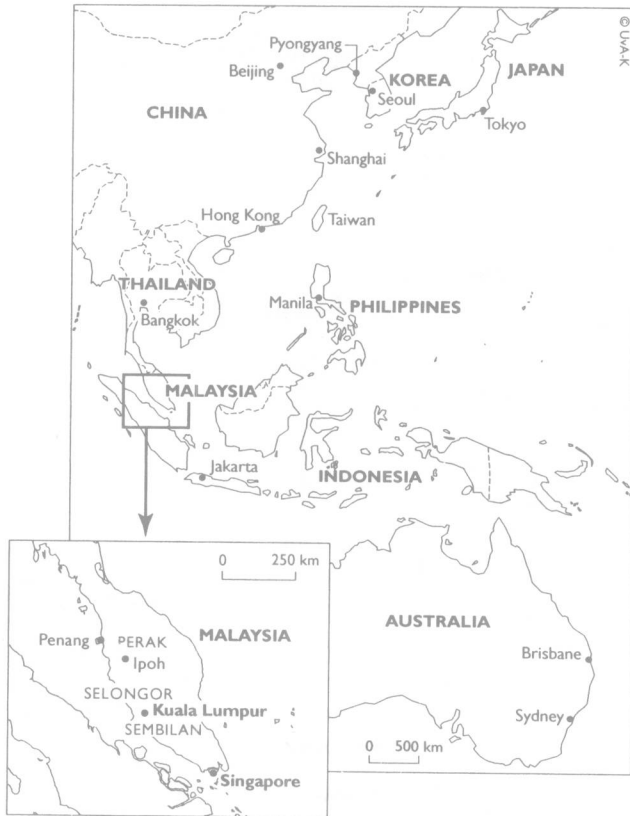 © UvA-K
Pyongyang
Beijing
KOREA
JAPAN
Seoul
CHINA
Tokyo
Shanghai
Hong Kong
Taiwan
THAILAND
Manila
PHILIPPINES
Bangkok
MALAYSIA
Jakarta
INDONESIA
0 250 km
AUSTRALIA
Penang
PERAK
MALAYSIA
Ipoh
Brisbane
SELONGOR
Kuala Lumpur
SEMBILAN
Sydney
0 500 km
Singapore